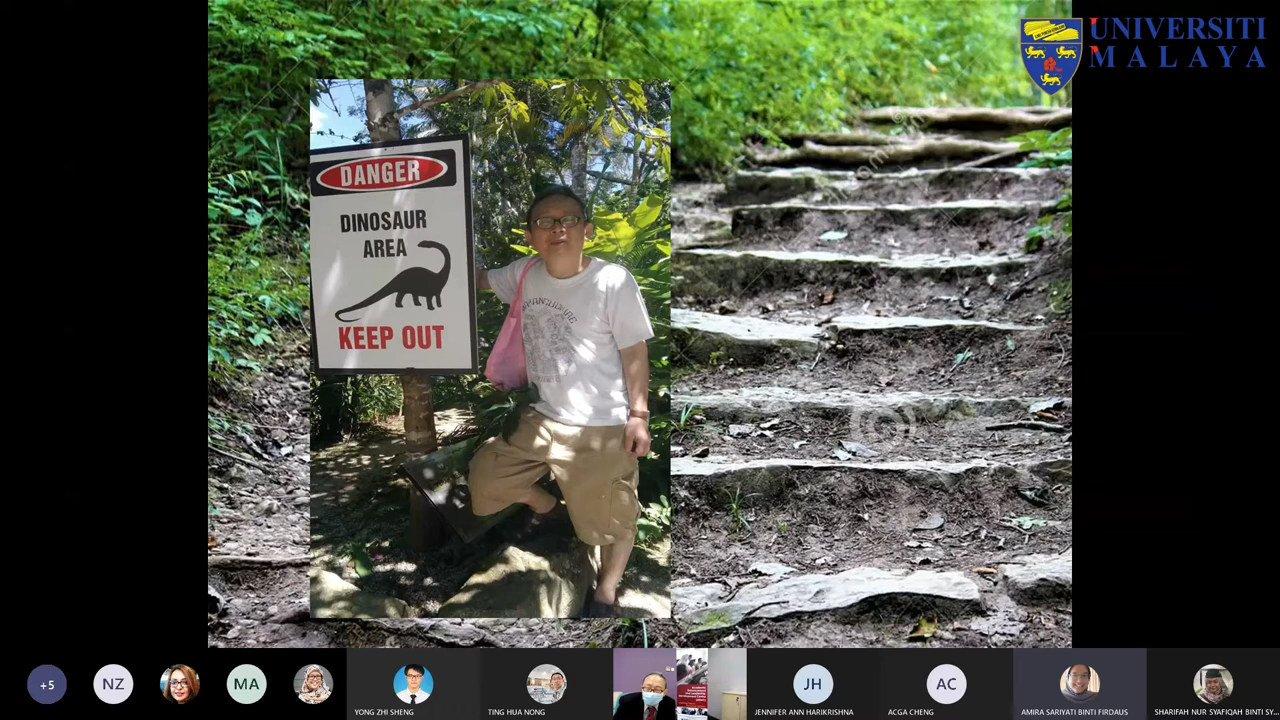 UNIVERSITI
MALAYA
DANGER
DINOSAUR
AREA
KEEP OUT
+5
NZ
MA
YONG ZHI SHENG
TING HUA NONG
JH
JENNIFER ANN HARIKRISHNA
AC
ACGA CHENG
AMIRA SARIYATI BINTI FIRDAUS
SHARIFAH NUR SYAFIQAH BINTI SY...